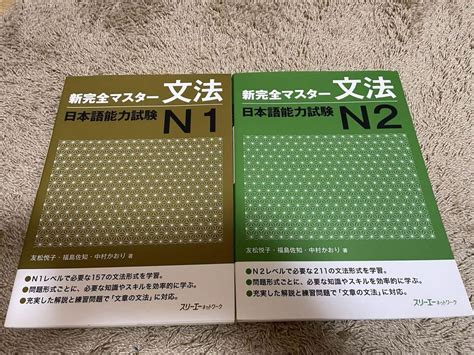 新完全マスター 文法
日本語能力試験 N1
友松悦子・福島佐知・中村かおり 著
●N1レベルで必要な157の文法形式を学習。
●問題形式ごとに、必要な知識やスキルを効率的に学ぶ。
●充実した解説と練習問題で「文章の文法」に対応。
スリーエーネットワーク
新完全マスター 文法
日本語能力試験 N2
友松悦子・福島佐知・中村かおり 著
●N2レベルで必要な211の文法形式を学習。
●問題形式ごとに、必要な知識やスキルを効率的に学ぶ。
●充実した解説と練習問題で「文章の文法」に対応。
スリーエーネットワーク